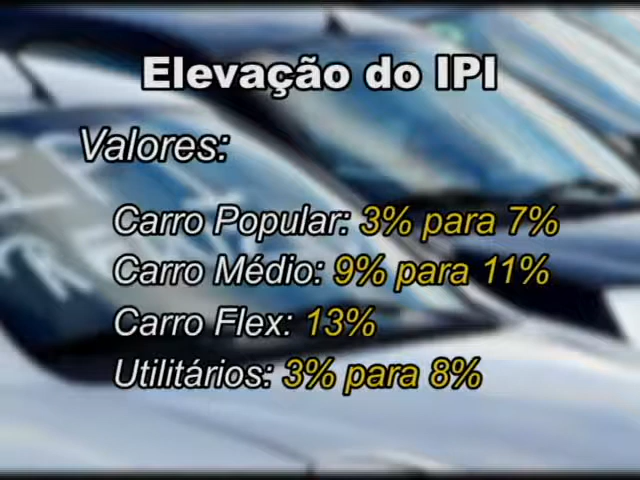 Elevação do IPI
Valores:
Carro Popular: 3% para 7%
Carro Médio: 9% para 11%
Carro Flex: 13%
Utilitários: 3% para 8%